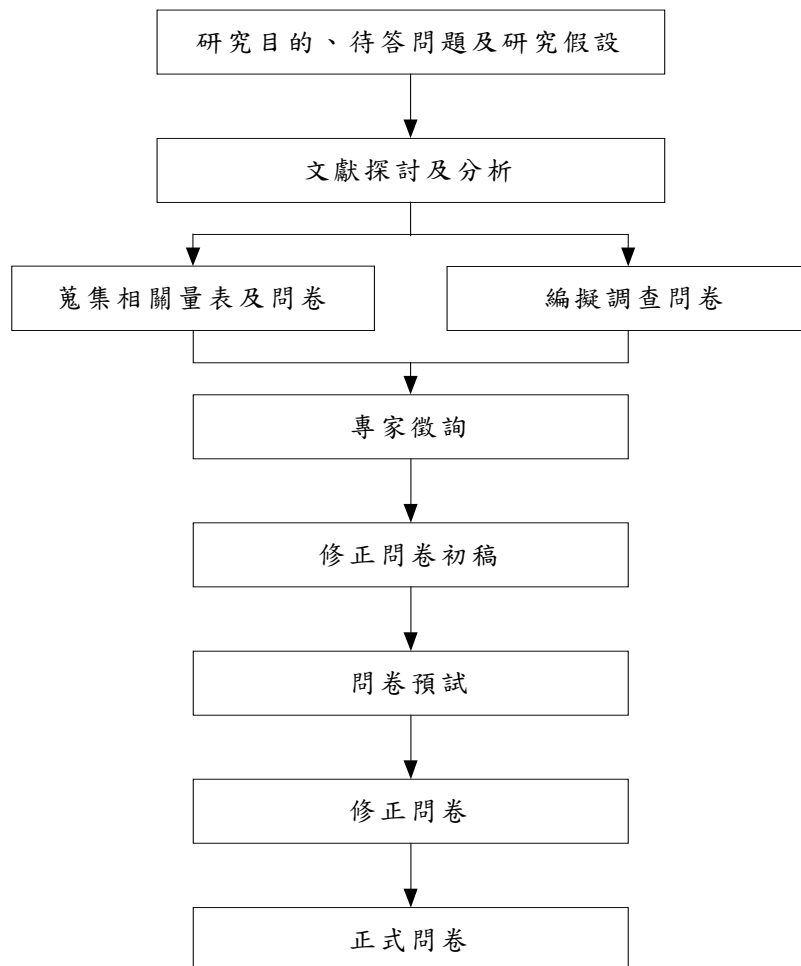 研究目的、待答問題及研究假設
文獻探討及分析
蒐集相關量表及問卷
編擬調查問卷
專家徵詢
修正問卷初稿
問卷預試
修正問卷
正式問卷